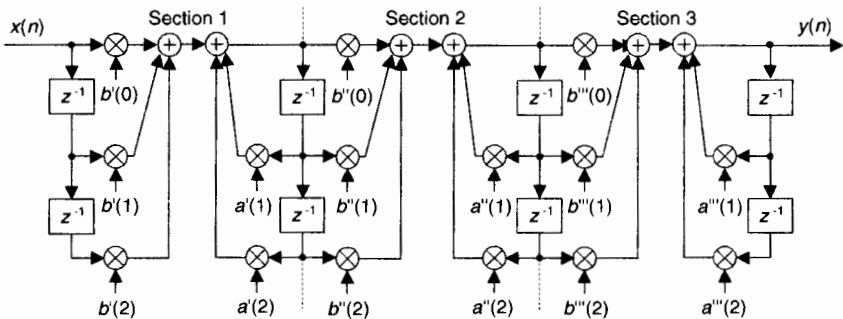 Section 1 Section 2 Section 3
x(n) y(n)
z⁻¹ b'(0) z⁻¹ b''(0) z⁻¹ b'''(0) z⁻¹
b'(1) a'(1) b''(1) a''(1) b'''(1) a'''(1)
z⁻¹ z⁻¹ z⁻¹ z⁻¹
b'(2) a'(2) b''(2) a''(2) b'''(2) a'''(2)